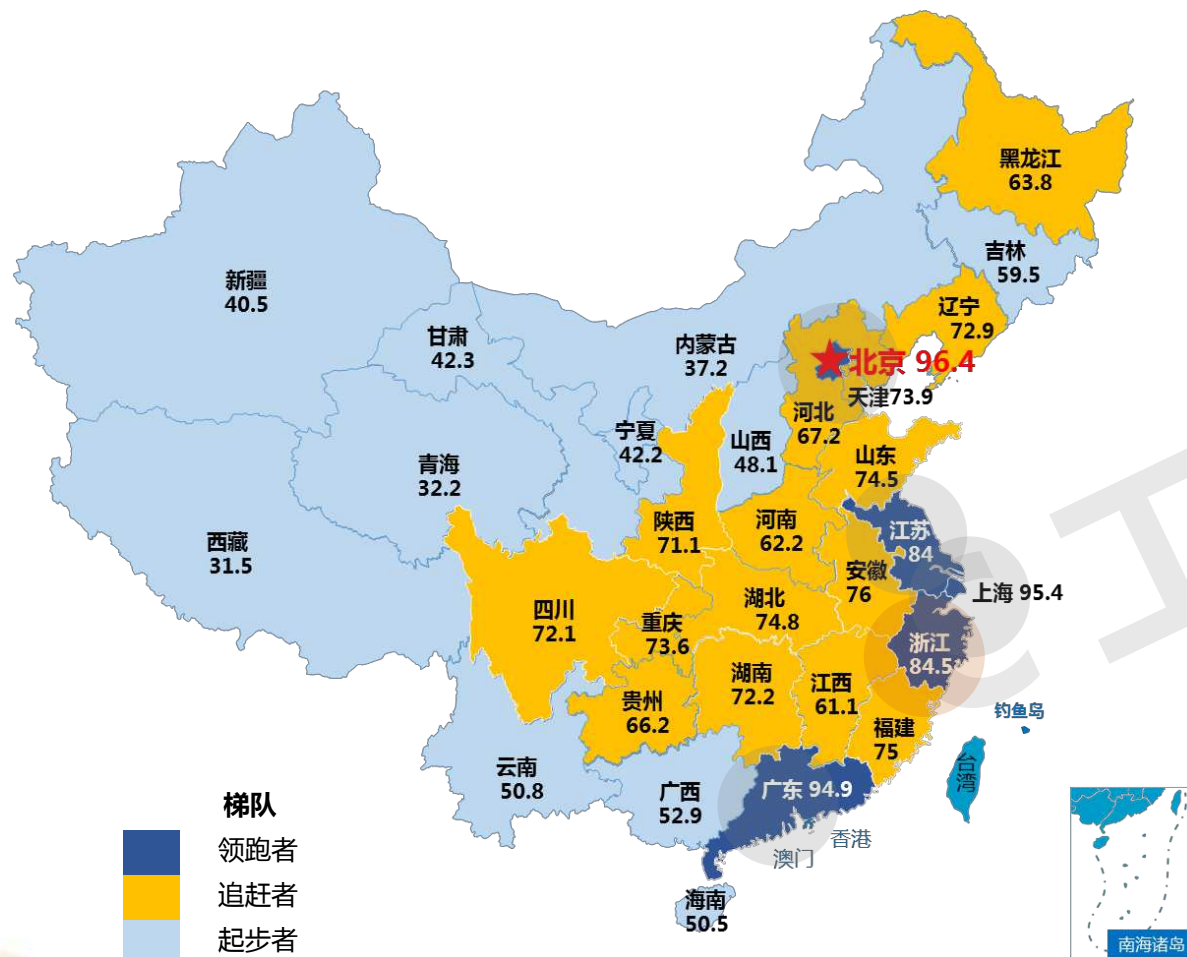 黑龙江
63.8
吉林
59.5
新疆
40.5
辽宁
72.9
甘肃
42.3
内蒙古
37.2
北京 96.4
天津73.9
河北
67.2
宁夏
42.2
山西
48.1
山东
74.5
青海
32.2
陕西
71.1
河南
62.2
江苏
84
西藏
31.5
安徽
76
上海 95.4
四川
72.1
重庆
73.6
湖北
74.8
浙江
84.5
湖南
72.2
江西
61.1
贵州
66.2
福建
75
钓鱼岛
台湾
云南
50.8
广西
52.9
广东 94.9
香港
澳门
海南
50.5
梯队
领跑者
追赶者
起步者
南海诸岛